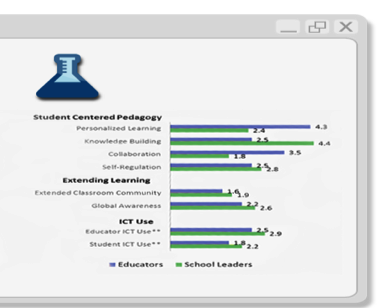 Student Centered Pedagogy
Personalized Learning 4.3 2.4
Knowledge Building 2.5 4.4
Collaboration 3.5 1.8
Self-Regulation 2.5 2.8
Extending Learning
Extended Classroom Community 1.6 1.9
Global Awareness 2.2 2.6
ICT Use
Educator ICT Use** 2.5 2.9
Student ICT Use** 1.8 2.2
Educators School Leaders